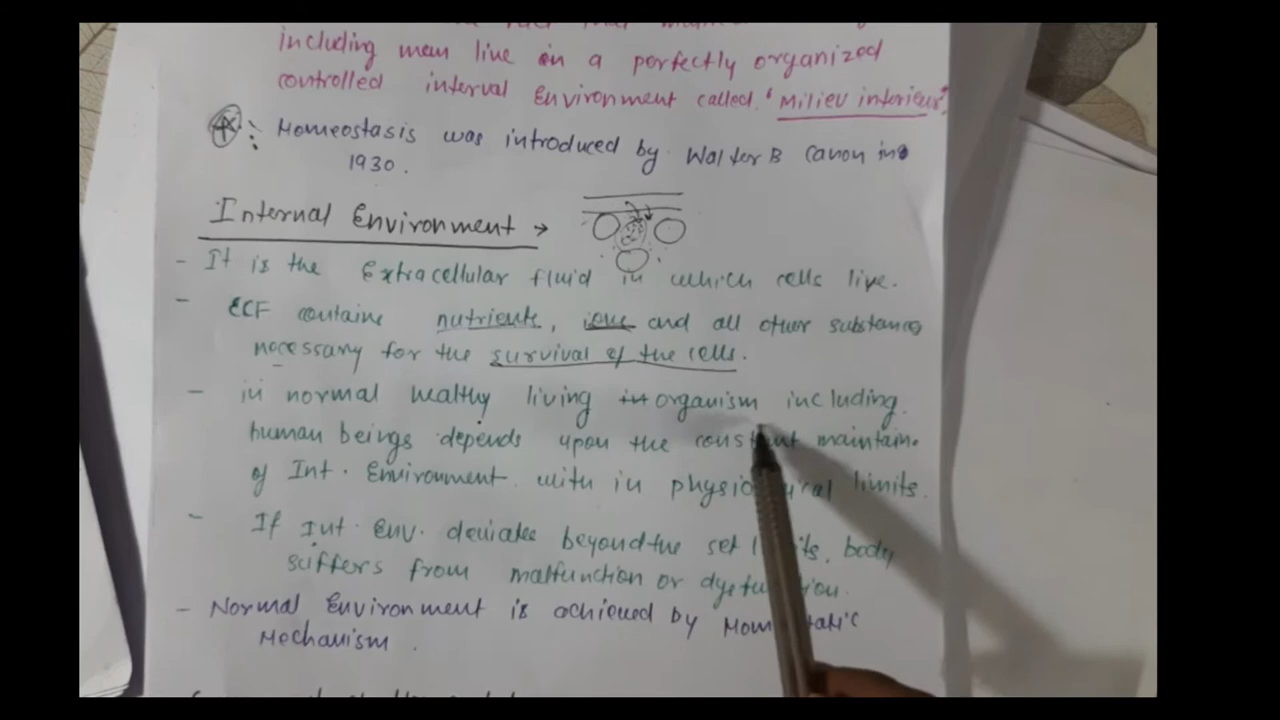 including man live in a perfectly organized
controlled interval Environment called. "Milieu interieur"
Homeostasis was introduced by Walter B Canon in
1930.
Internal Environment →
- It is the Extracellular fluid in which cells live.
- ECF contains nutrients, ions and all other substance
necessary for the survival of the cells.
- in normal healthy living organism including
human beings depends upon the constant maintain.
of Int. Environment with in physiological limits.
- If Int. Env. deviates beyond the set limits, body
suffers from malfunction or dysfunction.
- Normal Environment is achieved by Homeostatic
Mechanism.